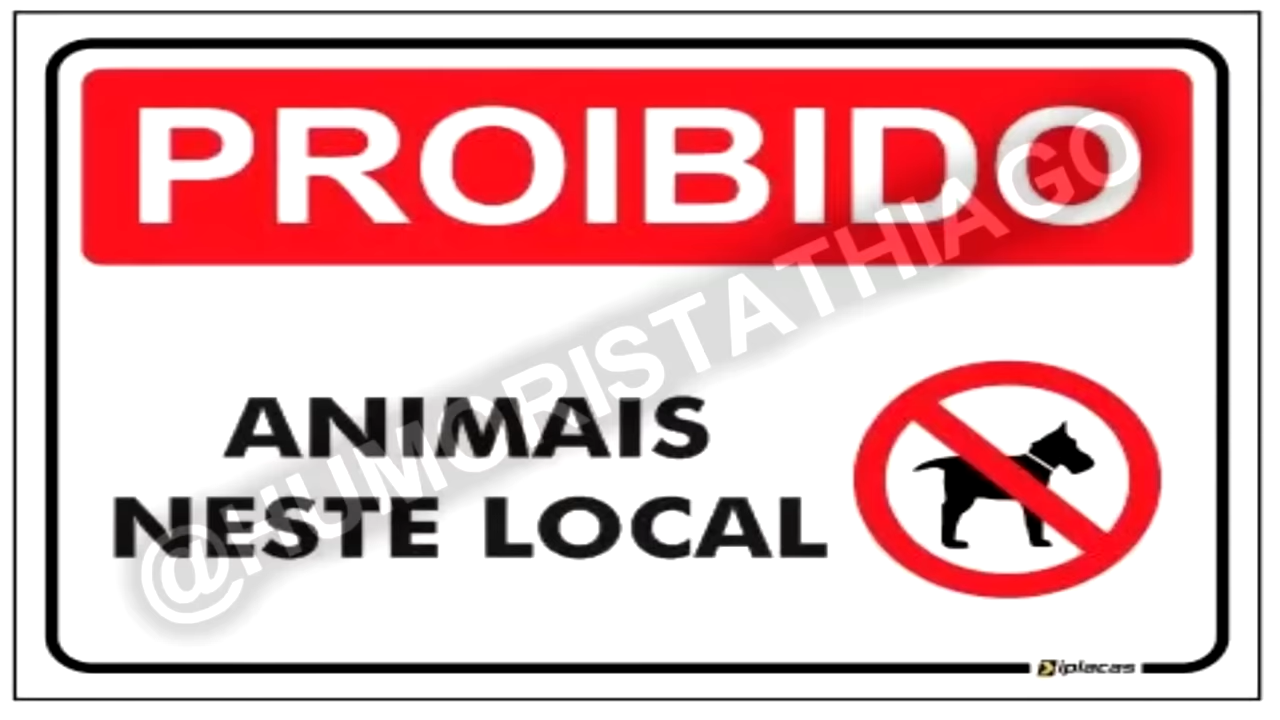 PROIBIDO
ANIMAIS
NESTE LOCAL
@HUMORISTATHIAGO
iplacas